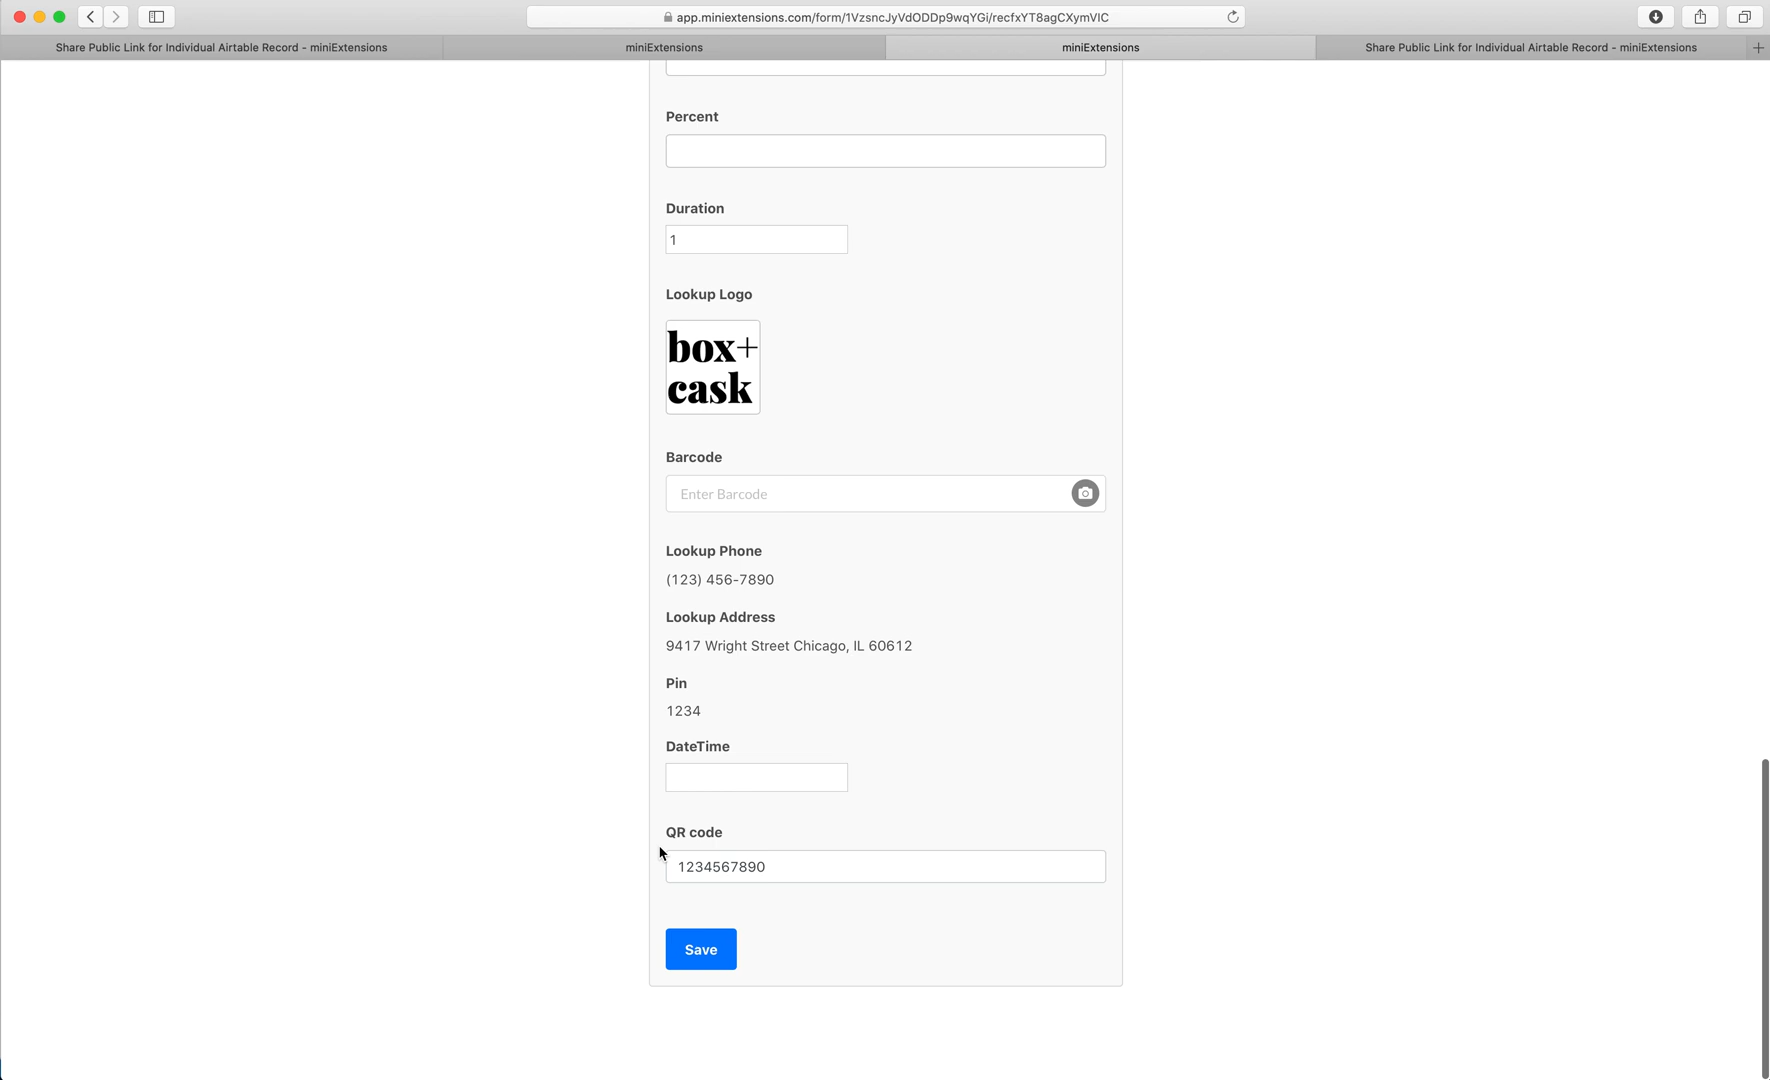 app.miniextensions.com/form/1VzsncJyVdODDp9wqYGi/recfxYT8agCXymVIC
Share Public Link for Individual Airtable Record - miniExtensions
miniExtensions
miniExtensions
Share Public Link for Individual Airtable Record - miniExtensions
Percent
Duration
1
Lookup Logo
box+
cask
Barcode
Enter Barcode
Lookup Phone
(123) 456-7890
Lookup Address
9417 Wright Street Chicago, IL 60612
Pin
1234
DateTime
QR code
1234567890
Save